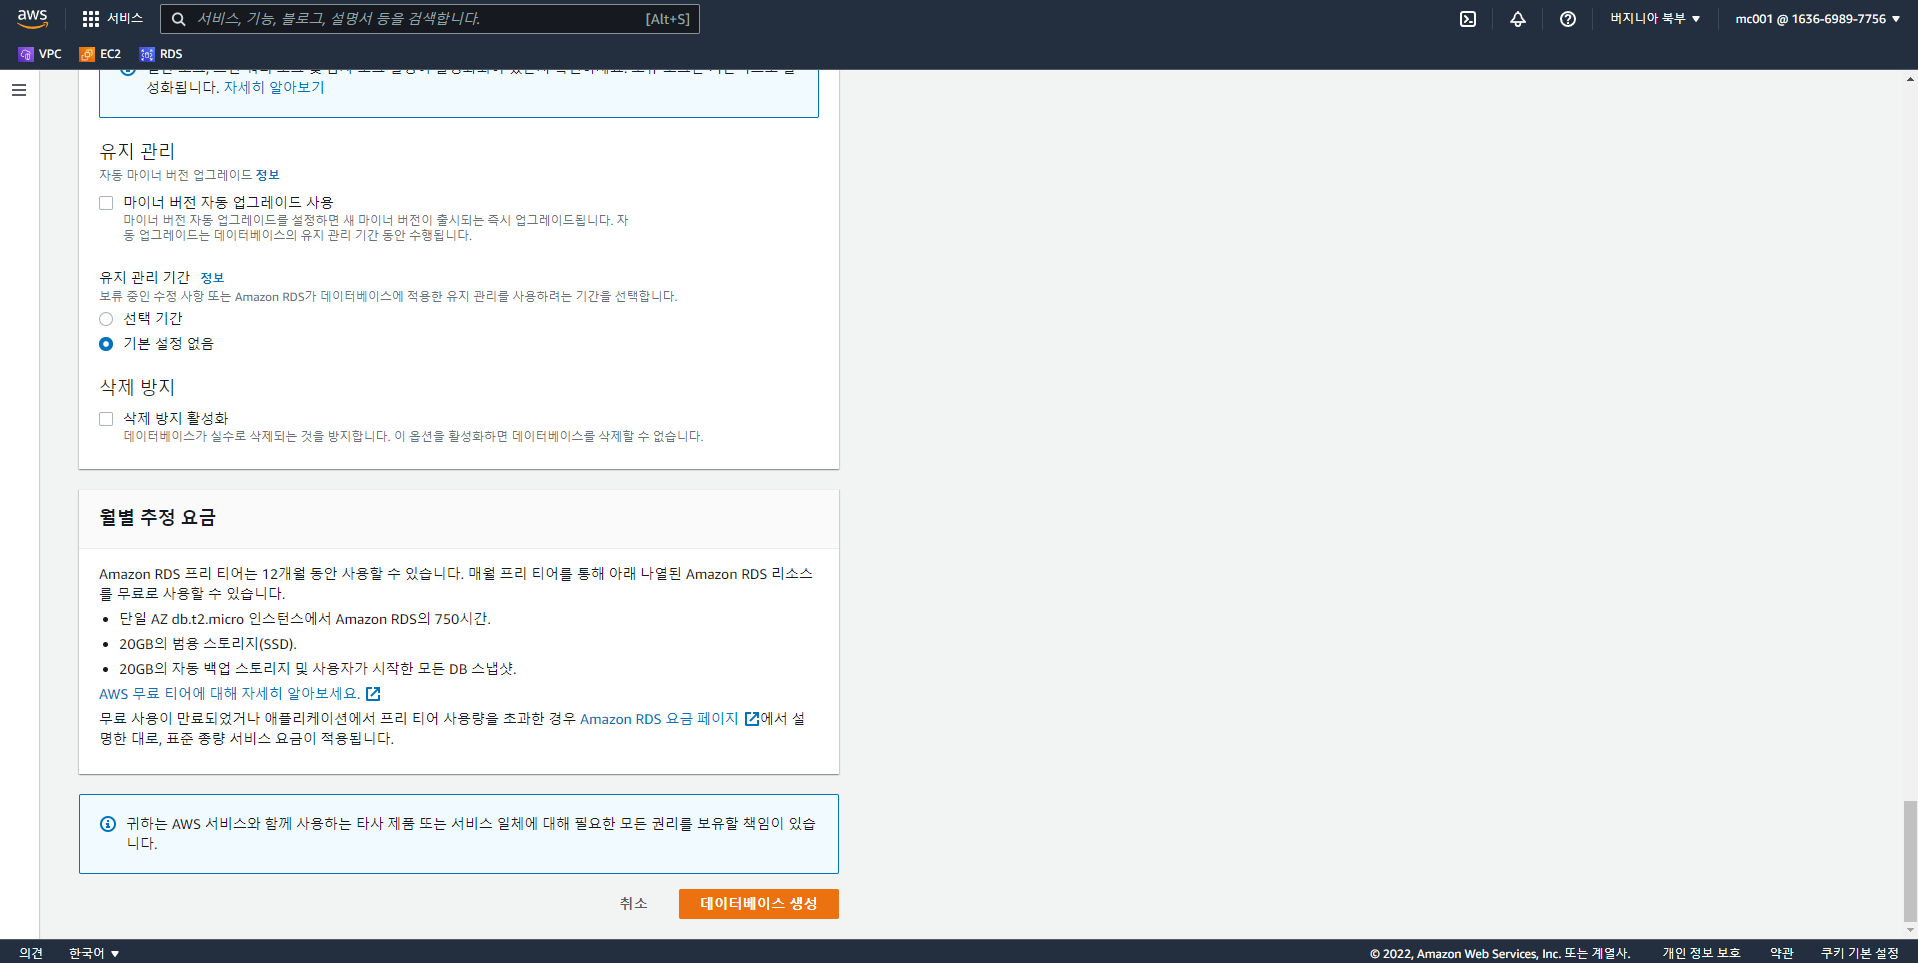 aws
서비스
서비스, 기능, 블로그, 설명서 등을 검색합니다.
[Alt+S]
버지니아 북부 ▼
mc001 @ 1636-6989-7756 ▼
VPC
EC2
RDS
성화됩니다. 자세히 알아보기
유지 관리
자동 마이너 버전 업그레이드 정보
마이너 버전 자동 업그레이드 사용
마이너 버전 자동 업그레이드를 설정하면 새 마이너 버전이 출시되는 즉시 업그레이드됩니다. 자
동 업그레이드는 데이터베이스의 유지 관리 기간 동안 수행됩니다.
유지 관리 기간 정보
보류 중인 수정 사항 또는 Amazon RDS가 데이터베이스에 적용한 유지 관리를 사용하려는 기간을 선택합니다.
선택 기간
기본 설정 없음
삭제 방지
삭제 방지 활성화
데이터베이스가 실수로 삭제되는 것을 방지합니다. 이 옵션을 활성화하면 데이터베이스를 삭제할 수 없습니다.
월별 추정 요금
Amazon RDS 프리 티어는 12개월 동안 사용할 수 있습니다. 매월 프리 티어를 통해 아래 나열된 Amazon RDS 리소스
를 무료로 사용할 수 있습니다.
• 단일 AZ db.t2.micro 인스턴스에서 Amazon RDS의 750시간.
• 20GB의 범용 스토리지(SSD).
• 20GB의 자동 백업 스토리지 및 사용자가 시작한 모든 DB 스냅샷.
AWS 무료 티어에 대해 자세히 알아보세요.
무료 사용이 만료되었거나 애플리케이션에서 프리 티어 사용량을 초과한 경우 Amazon RDS 요금 페이지 에서 설
명한 대로, 표준 종량 서비스 요금이 적용됩니다.
귀하는 AWS 서비스와 함께 사용하는 타사 제품 또는 서비스 일체에 대해 필요한 모든 권리를 보유할 책임이 있습
니다.
취소
데이터베이스 생성
의견
한국어 ▼
© 2022, Amazon Web Services, Inc. 또는 계열사.
개인 정보 보호
약관
쿠키 기본 설정